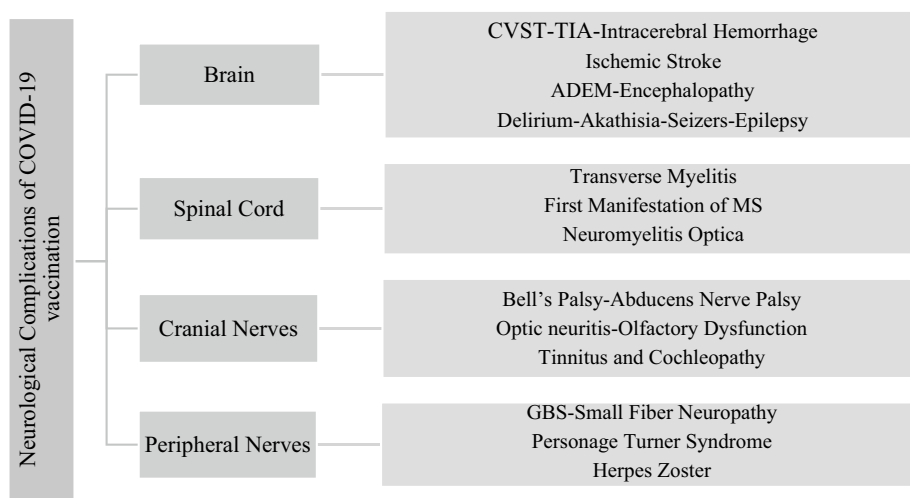 Neurological Complications of COVID-19
vaccination
Brain
CVST-TIA-Intracerebral Hemorrhage
Ischemic Stroke
ADEM-Encephalopathy
Delirium-Akathisia-Seizers-Epilepsy
Spinal Cord
Transverse Myelitis
First Manifestation of MS
Neuromyelitis Optica
Cranial Nerves
Bell's Palsy-Abducens Nerve Palsy
Optic neuritis-Olfactory Dysfunction
Tinnitus and Cochleopathy
Peripheral Nerves
GBS-Small Fiber Neuropathy
Personage Turner Syndrome
Herpes Zoster